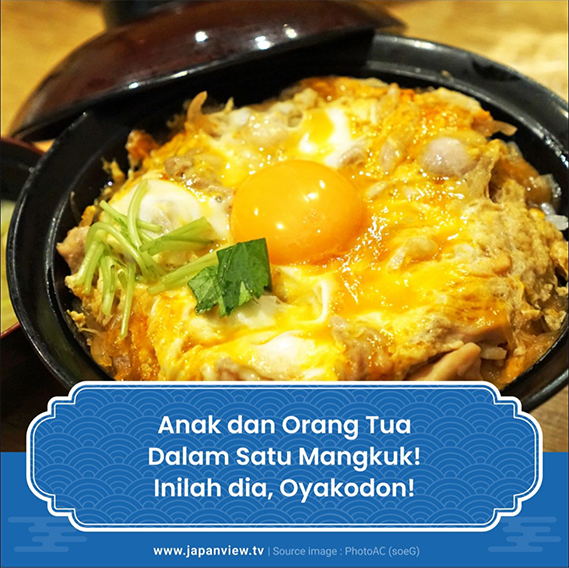 Anak dan Orang Tua
Dalam Satu Mangkuk!
Inilah dia, Oyakodon!
www.japanview.tv | Source image : PhotoAC (soeG)